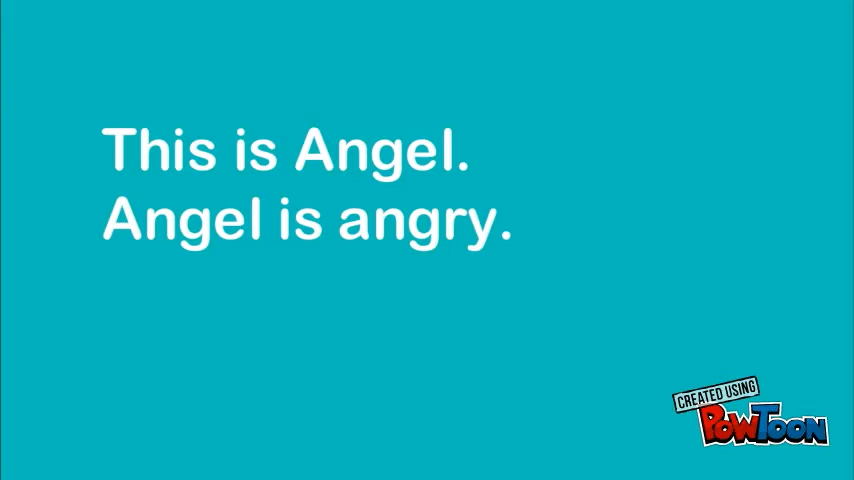 This is Angel.
Angel is angry.
CREATED USING
POWTOON